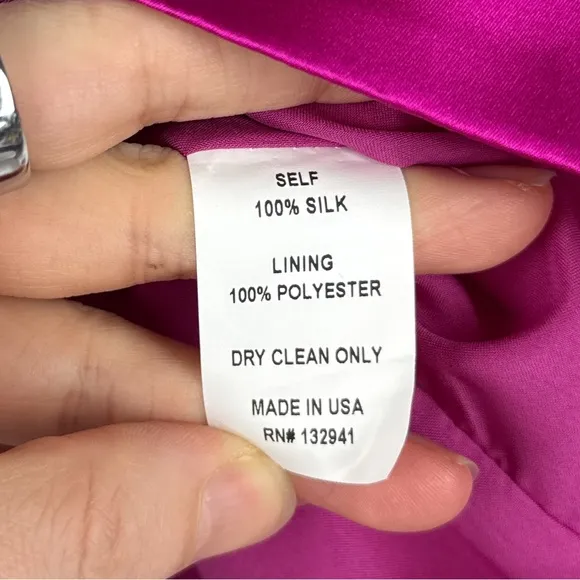 SELF
100% SILK
LINING
100% POLYESTER
DRY CLEAN ONLY
MADE IN USA
RN# 132941